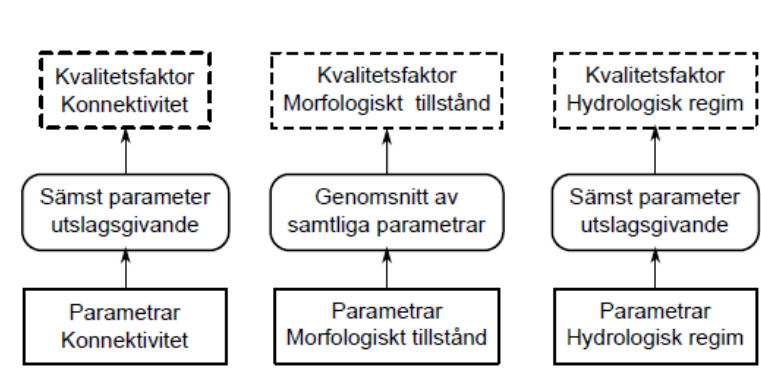 Kvalitetsfaktor
Konnektivitet
Kvalitetsfaktor
Morfologiskt tillstånd
Kvalitetsfaktor
Hydrologisk regim
Sämst parameter
utslagsgivande
Genomsnitt av
samtliga parametrar
Sämst parameter
utslagsgivande
Parametrar
Konnektivitet
Parametrar
Morfologiskt tillstånd
Parametrar
Hydrologisk regim